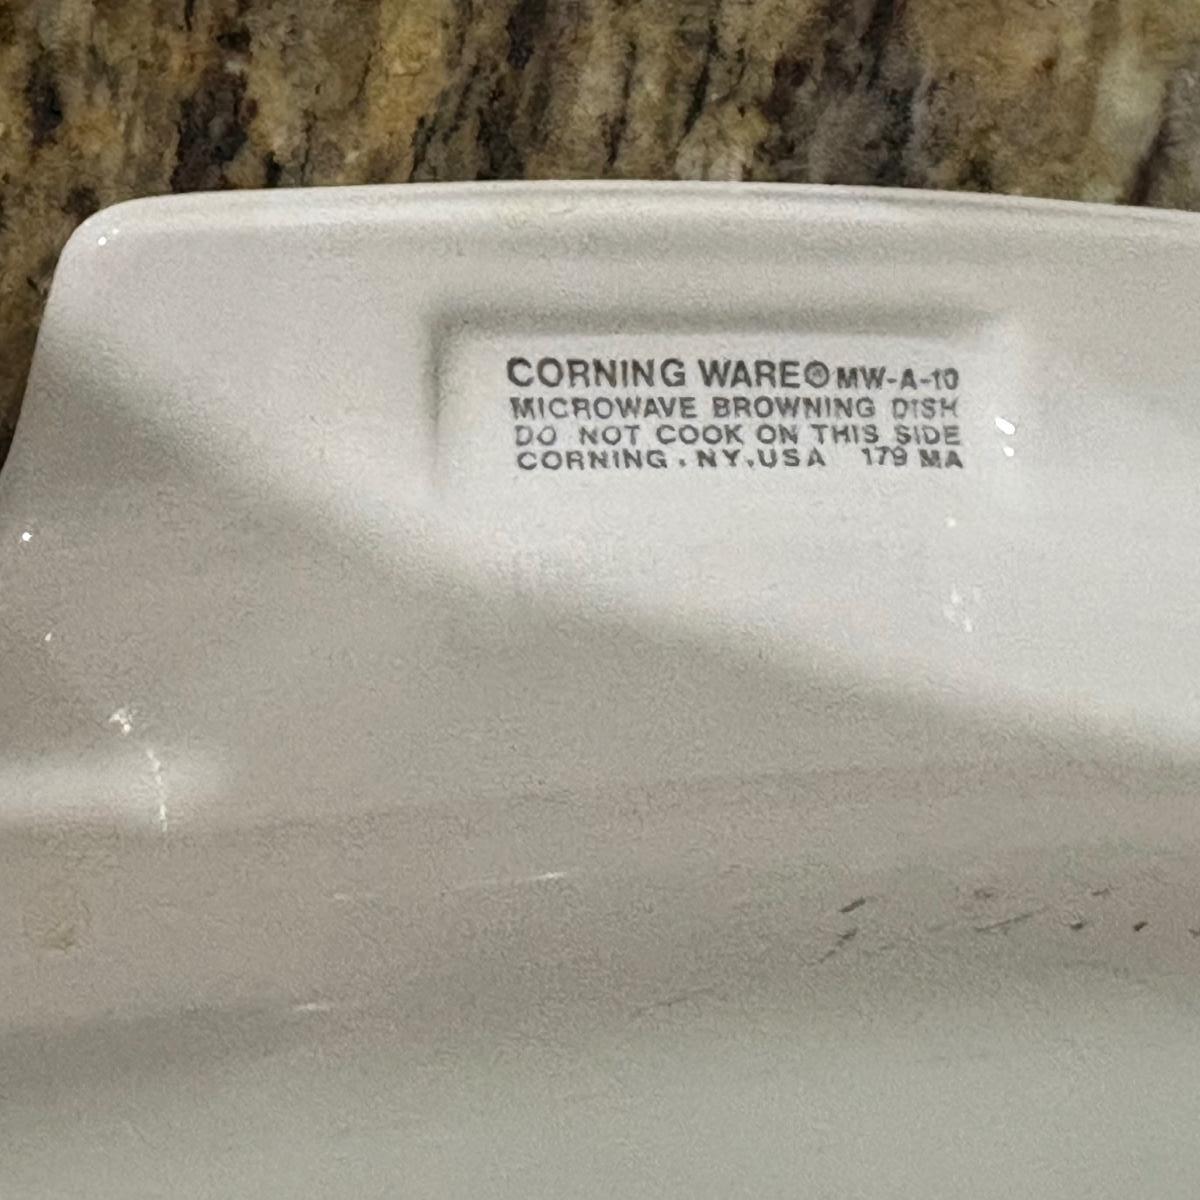 CORNING WARE® MW-A-10
MICROWAVE BROWNING DISH
DO NOT COOK ON THIS SIDE
CORNING, NY, USA 179 MA